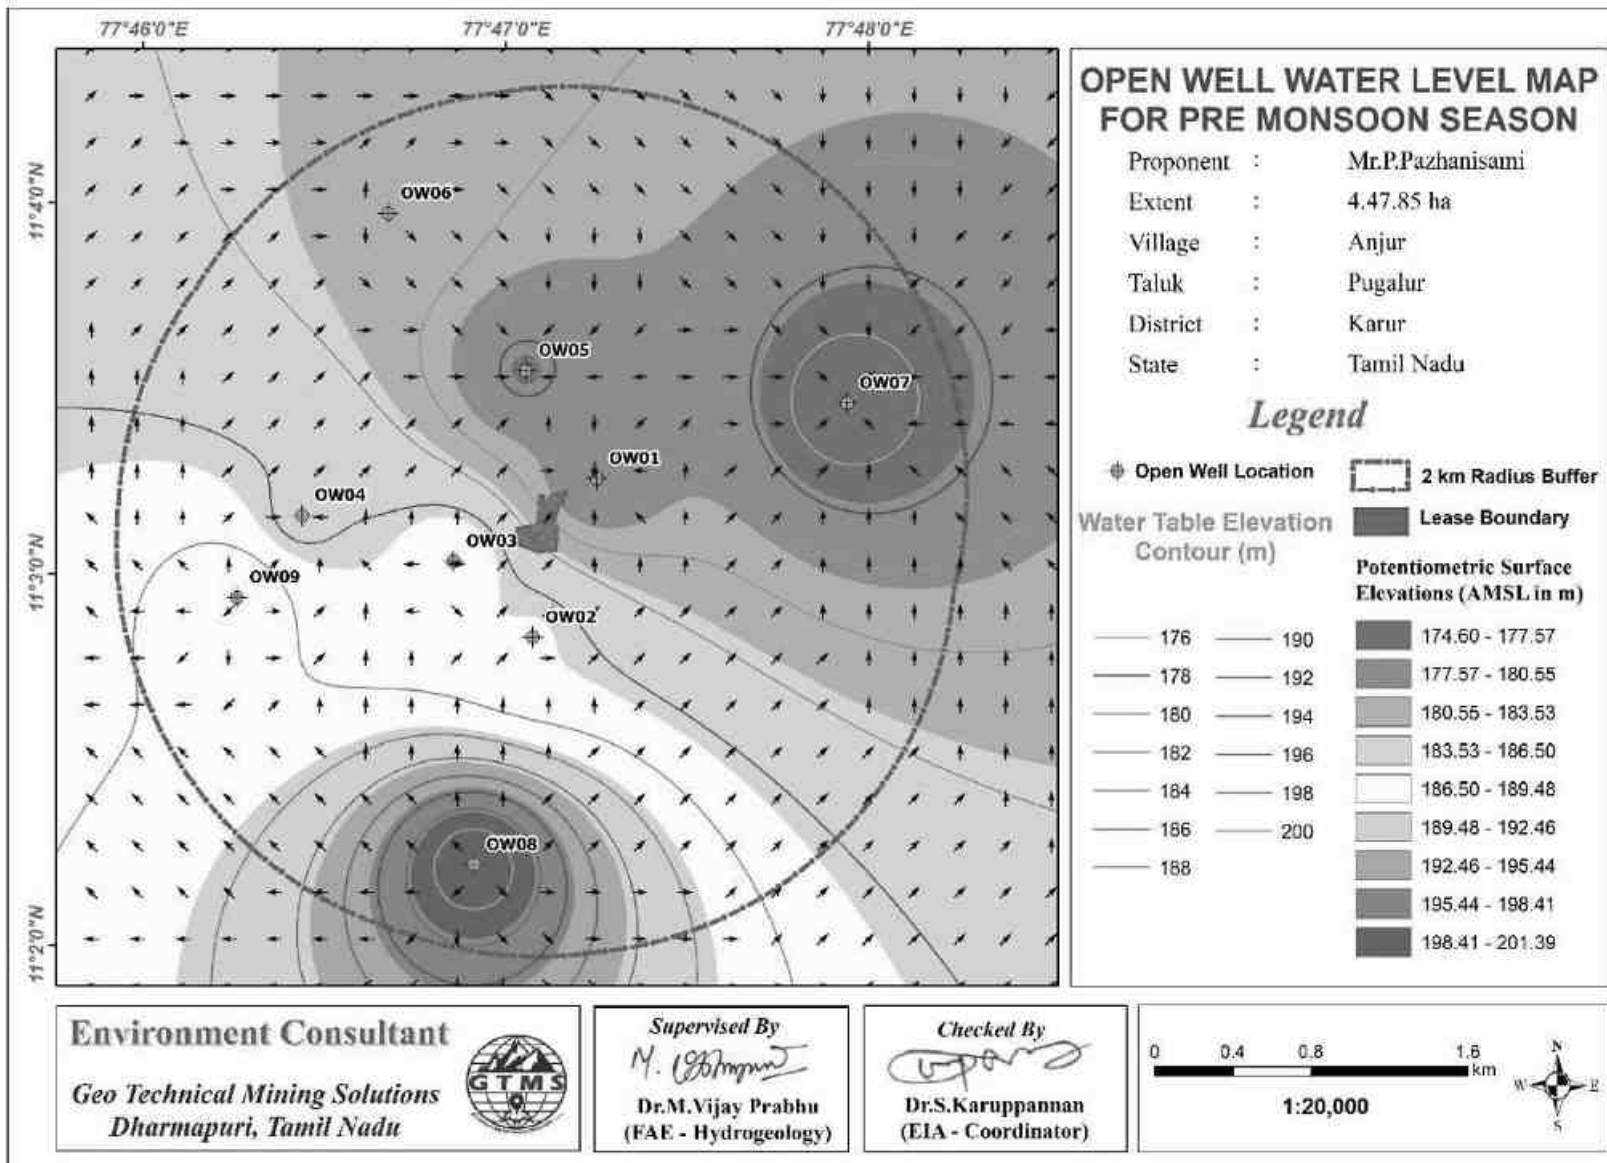 77°46'0"E 77°47'0"E 77°48'0"E
11°4'0"N
11°3'0"N
11°2'0"N
OW06
OW05
OW07
OW01
OW04
OW03
OW09
OW02
OW08
OPEN WELL WATER LEVEL MAP
FOR PRE MONSOON SEASON
Proponent : Mr.P.Pazhanisami
Extent : 4.47.85 ha
Village : Anjur
Taluk : Pugalur
District : Karur
State : Tamil Nadu
Legend
Open Well Location
2 km Radius Buffer
Lease Boundary
Water Table Elevation
Contour (m)
176 190
178 192
180 194
182 196
184 198
186 200
188
Potentiometric Surface
Elevations (AMSL in m)
174.60 - 177.57
177.57 - 180.55
180.55 - 183.53
183.53 - 186.50
186.50 - 189.48
189.48 - 192.46
192.46 - 195.44
195.44 - 198.41
198.41 - 201.39
Environment Consultant
Geo Technical Mining Solutions
Dharmapuri, Tamil Nadu
GTMS
Supervised By
Dr.M.Vijay Prabhu
(FAE - Hydrogeology)
Checked By
Dr.S.Karuppannan
(EIA - Coordinator)
0 0.4 0.8 1.6
km
1:20,000
N
W E
S